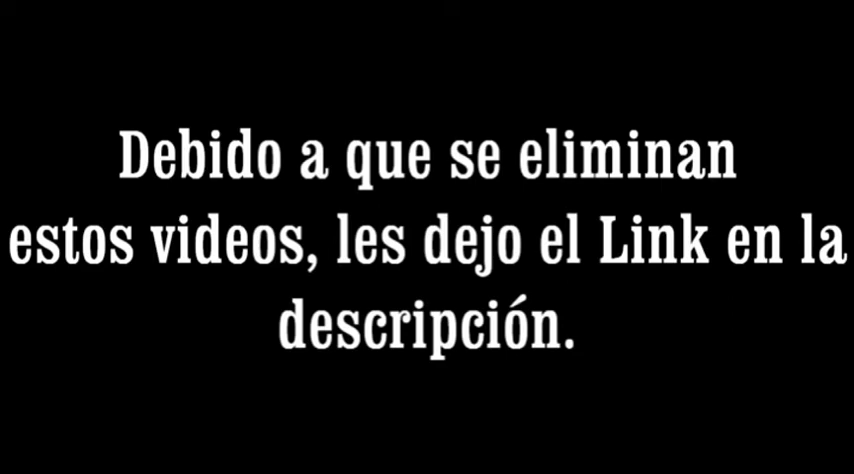 Debido a que se eliminan
estos videos, les dejo el Link en la
descripción.